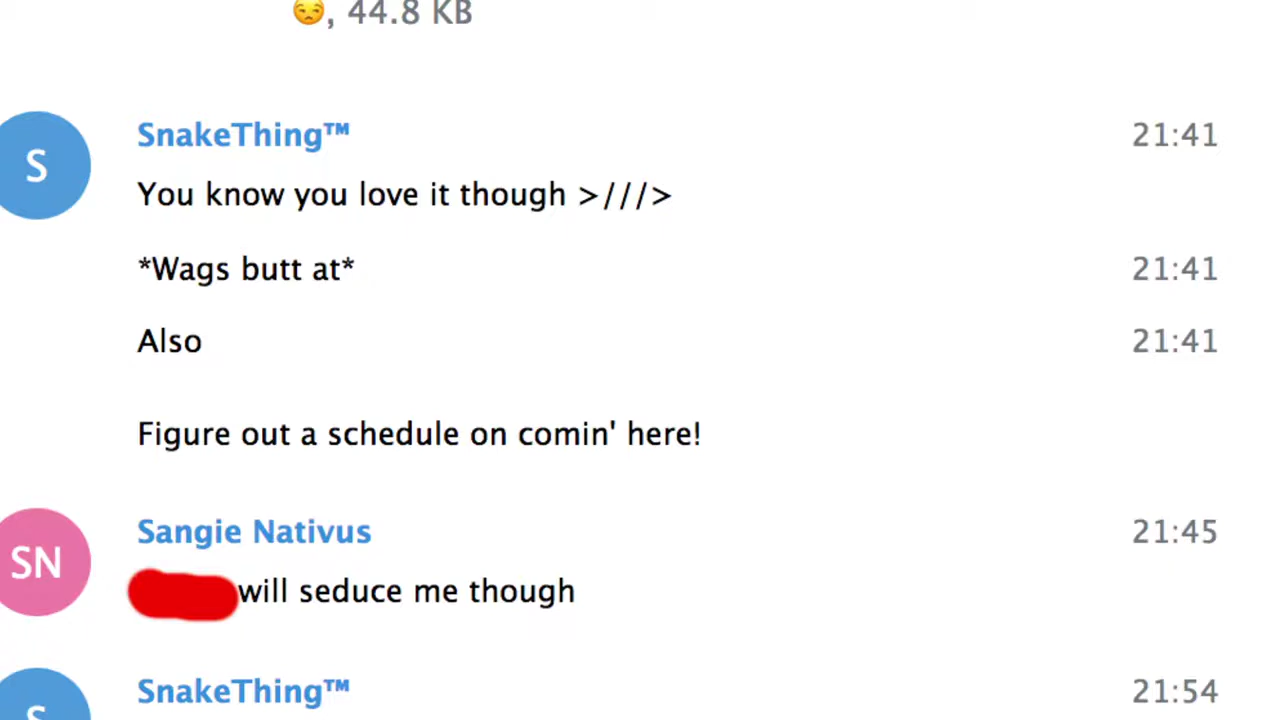 😒, 44.8 KB
S
SnakeThing™ 21:41
You know you love it though >///>
*Wags butt at* 21:41
Also 21:41
Figure out a schedule on comin' here!
SN
Sangie Nativus 21:45
will seduce me though
S
SnakeThing™ 21:54